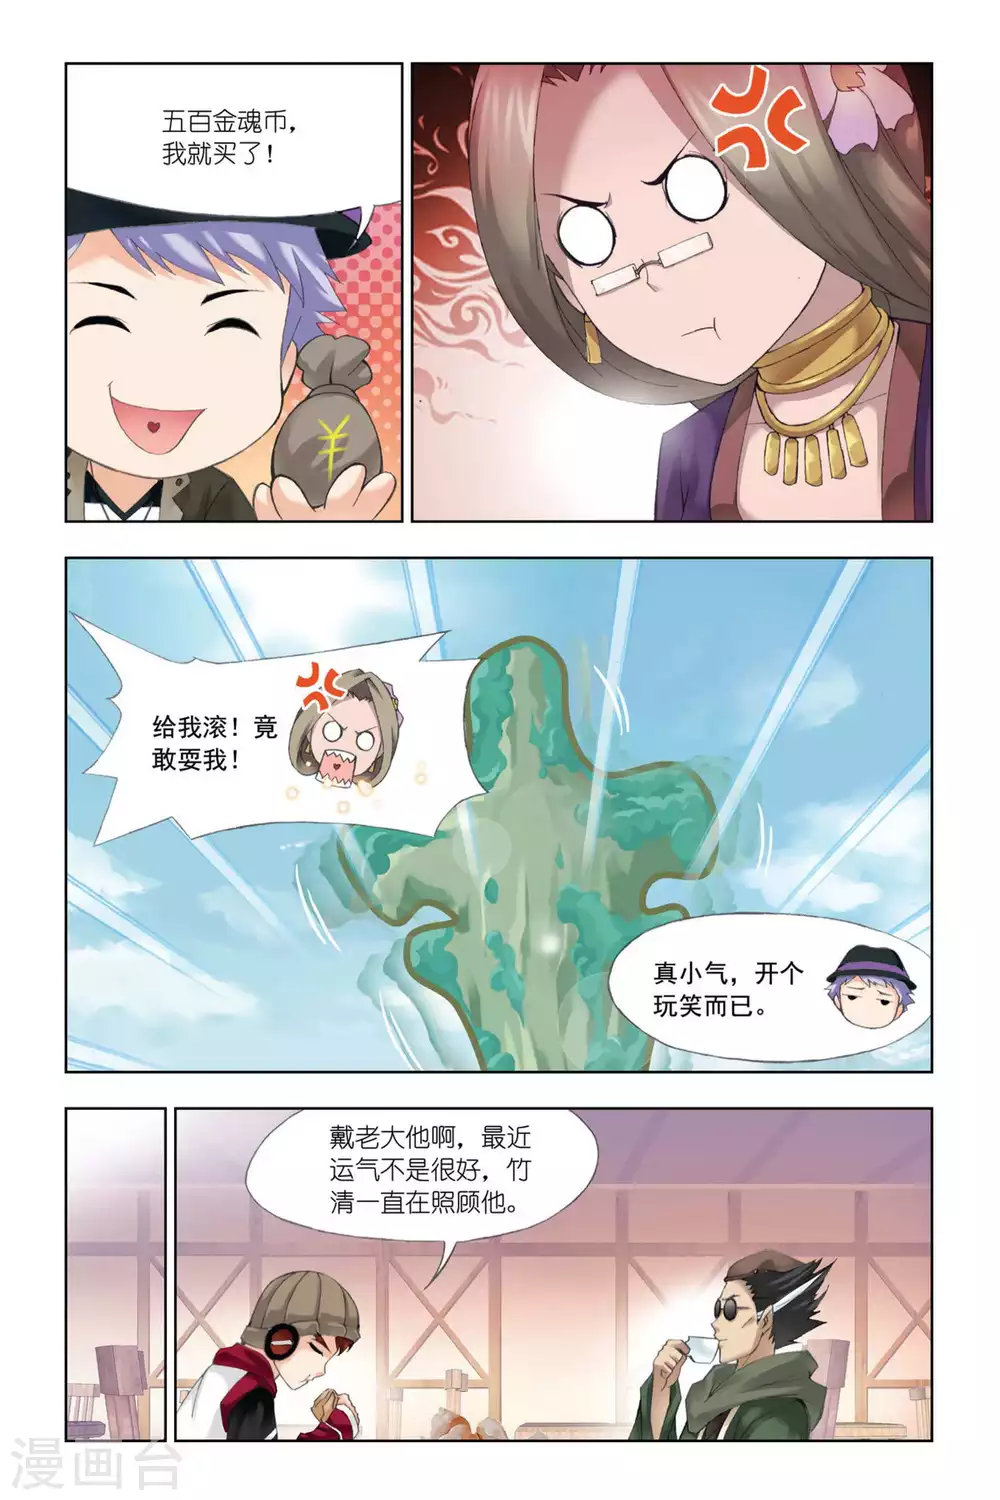 五百金魂币，
我就买了！
¥
给我滚！竟
敢耍我！
真小气，开个
玩笑而已。
戴老大他啊，最近
运气不是很好，竹
清一直在照顾他。
漫画台